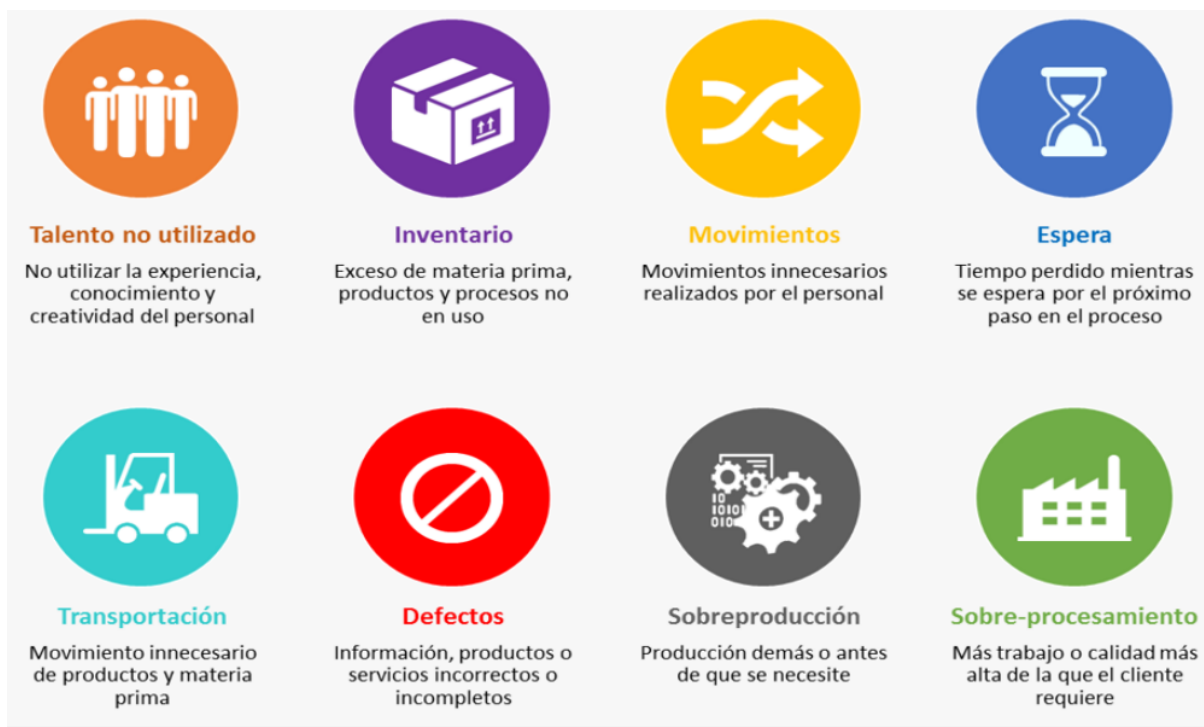 Talento no utilizado
No utilizar la experiencia,
conocimiento y
creatividad del personal
Inventario
Exceso de materia prima,
productos y procesos no
en uso
Movimientos
Movimientos innecesarios
realizados por el personal
Espera
Tiempo perdido mientras
se espera por el próximo
paso en el proceso
Transportación
Movimiento innecesario
de productos y materia
prima
Defectos
Información, productos o
servicios incorrectos o
incompletos
10
1010
010
Sobreproducción
Producción demás o antes
de que se necesite
Sobre-procesamiento
Más trabajo o calidad más
alta de la que el cliente
requiere